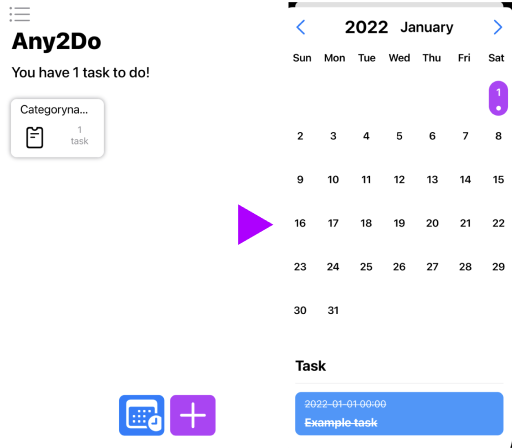 Any2Do
You have 1 task to do!
Categoryna...
1
task
2022 January
Sun Mon Tue Wed Thu Fri Sat
1
2 3 4 5 6 7 8
9 10 11 12 13 14 15
16 17 18 19 20 21 22
23 24 25 26 27 28 29
30 31
Task
2022-01-01 00:00
Example task